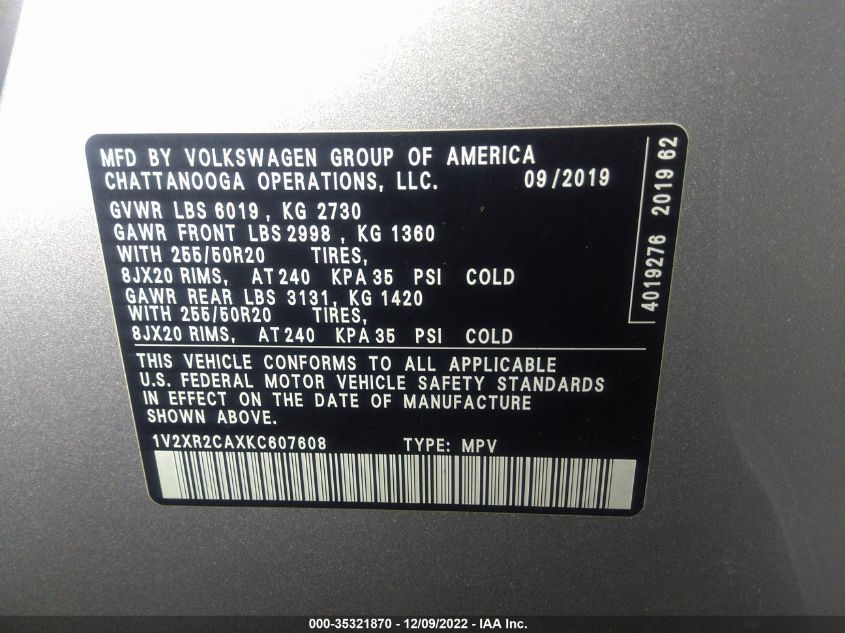 MFD BY VOLKSWAGEN GROUP OF AMERICA
CHATTANOOGA OPERATIONS, LLC. 09/2019
GVWR LBS 6019 , KG 2730
GAWR FRONT LBS 2998 , KG 1360
WITH 255/50R20 TIRES,
8JX20 RIMS, AT 240 KPA 35 PSI COLD
GAWR REAR LBS 3131, KG 1420
WITH 255/50R20 TIRES,
8JX20 RIMS, AT 240 KPA 35 PSI COLD
THIS VEHICLE CONFORMS TO ALL APPLICABLE
U.S. FEDERAL MOTOR VEHICLE SAFETY STANDARDS
IN EFFECT ON THE DATE OF MANUFACTURE
SHOWN ABOVE.
1V2XR2CAXKC607608 TYPE: MPV
4019276 2019 62
000-35321870 - 12/09/2022 - IAA Inc.